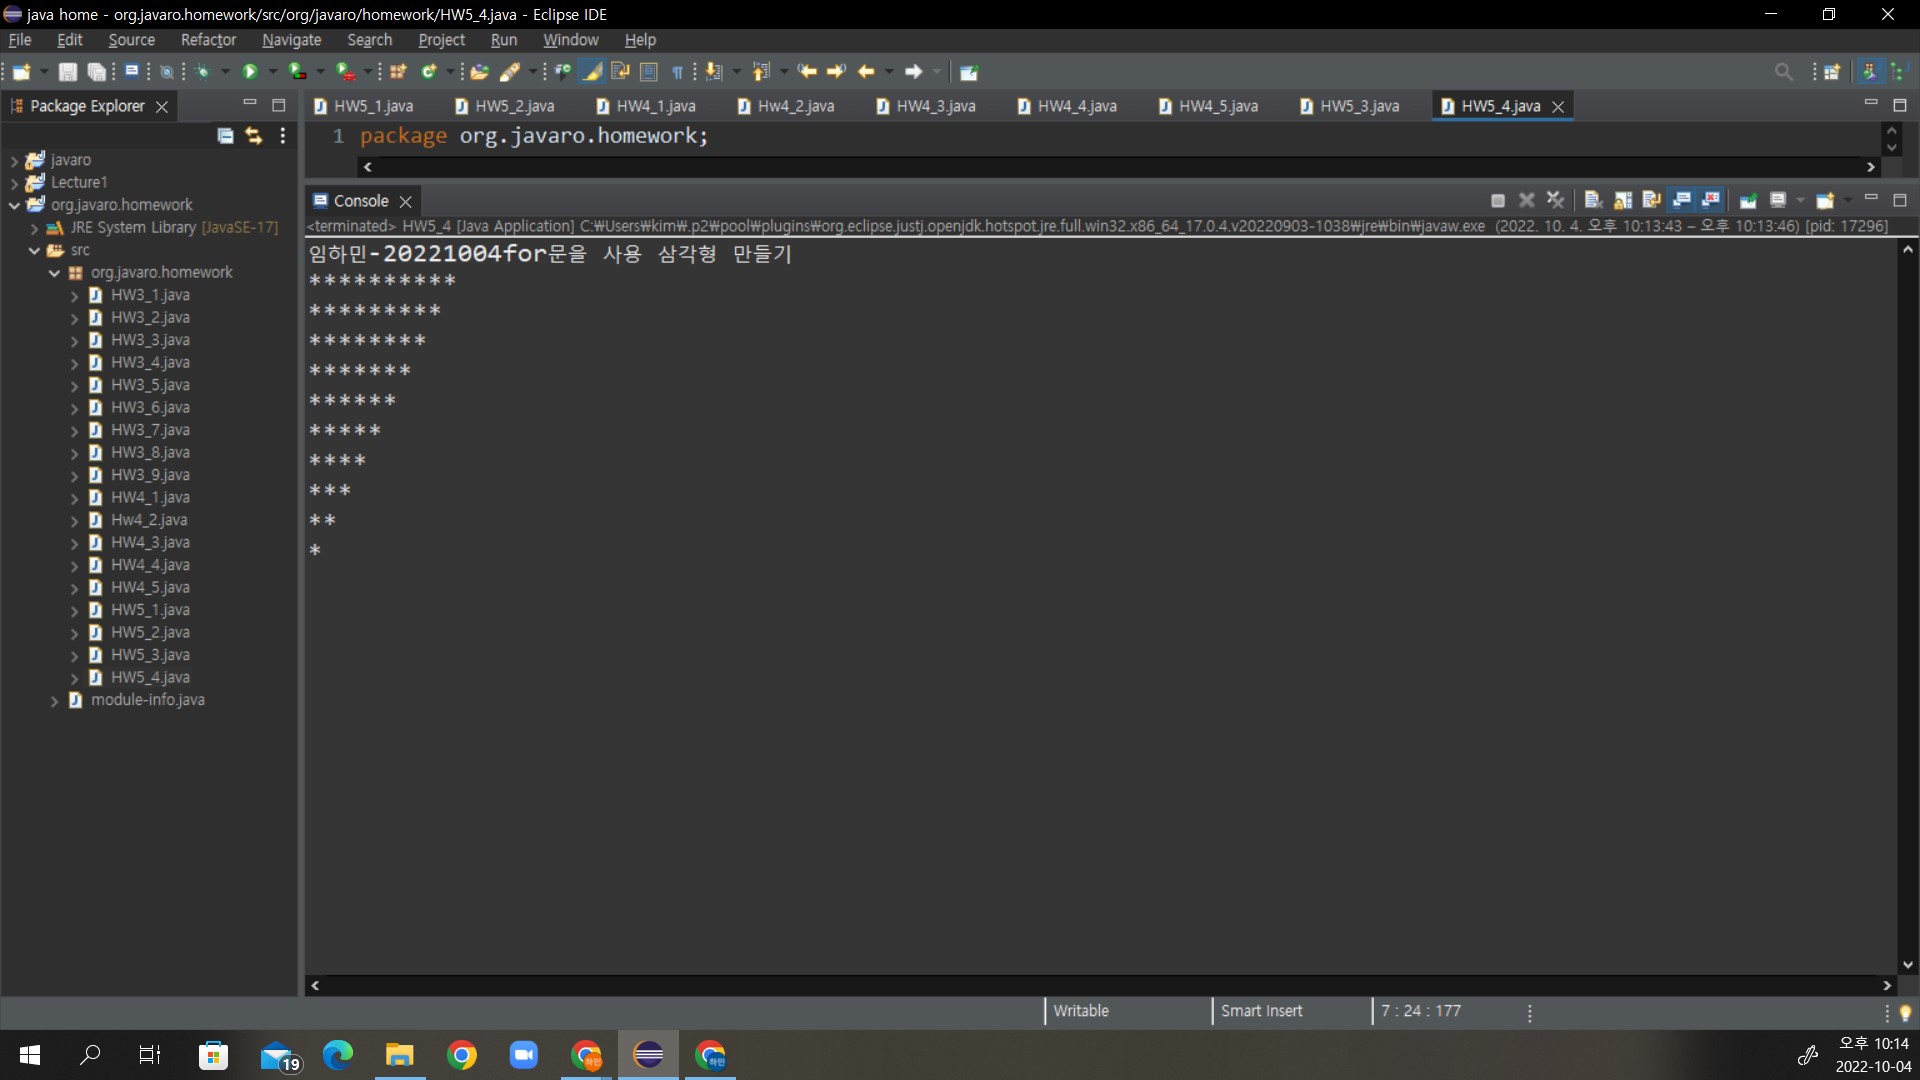 java home - org.javaro.homework/src/org/javaro/homework/HW5_4.java - Eclipse IDE
File Edit Source Refactor Navigate Search Project Run Window Help
Package Explorer
HW5_1.java HW5_2.java HW4_1.java Hw4_2.java HW4_3.java HW4_4.java HW4_5.java HW5_3.java HW5_4.java
1 package org.javaro.homework;
javaro
Lecture1
org.javaro.homework
JRE System Library [JavaSE-17]
src
org.javaro.homework
HW3_1.java
HW3_2.java
HW3_3.java
HW3_4.java
HW3_5.java
HW3_6.java
HW3_7.java
HW3_8.java
HW3_9.java
HW4_1.java
Hw4_2.java
HW4_3.java
HW4_4.java
HW4_5.java
HW5_1.java
HW5_2.java
HW5_3.java
HW5_4.java
module-info.java
Console
<terminated> HW5_4 [Java Application] C:₩Users₩kim₩.p2₩pool₩plugins₩org.eclipse.justj.openjdk.hotspot.jre.full.win32.x86_64_17.0.4.v20220903-1038₩jre₩bin₩javaw.exe (2022. 10. 4. 오후 10:13:43 – 오후 10:13:46) [pid: 17296]
임하민-20221004for문을 사용 삼각형 만들기
**********
*********
********
*******
******
*****
****
***
**
*
Writable Smart Insert 7 : 24 : 177
19
하민
하민
오후 10:14
2022-10-04